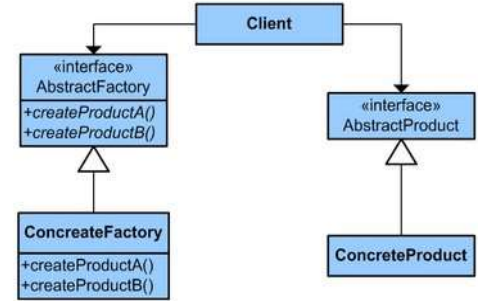 Client
«interface»
AbstractFactory
+createProductA()
+createProductB()
«interface»
AbstractProduct
ConcreateFactory
+createProductA()
+createProductB()
ConcreteProduct